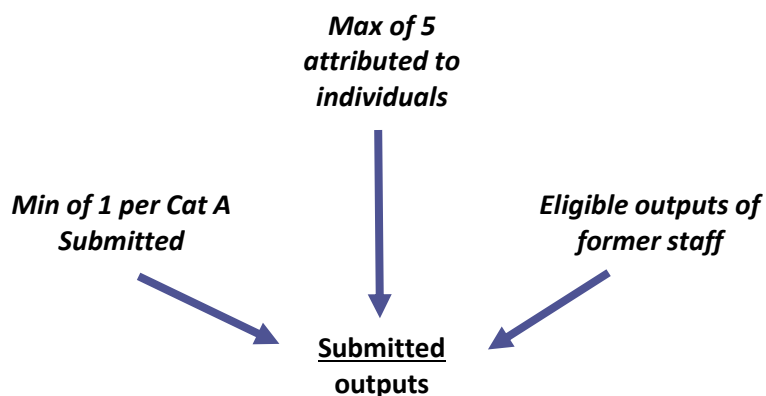 Max of 5
attributed to
individuals
Min of 1 per Cat A
Submitted
Eligible outputs of
former staff
Submitted
outputs